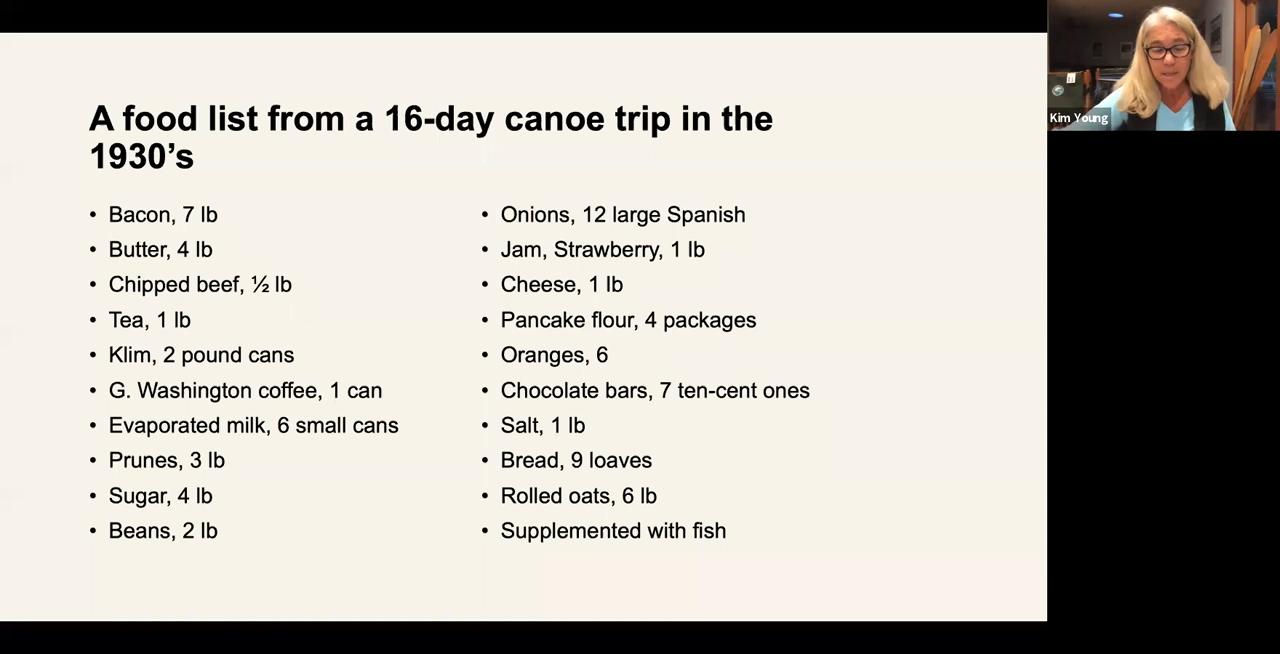 A food list from a 16-day canoe trip in the
1930’s
• Bacon, 7 lb
• Butter, 4 lb
• Chipped beef, ½ lb
• Tea, 1 lb
• Klim, 2 pound cans
• G. Washington coffee, 1 can
• Evaporated milk, 6 small cans
• Prunes, 3 lb
• Sugar, 4 lb
• Beans, 2 lb
• Onions, 12 large Spanish
• Jam, Strawberry, 1 lb
• Cheese, 1 lb
• Pancake flour, 4 packages
• Oranges, 6
• Chocolate bars, 7 ten-cent ones
• Salt, 1 lb
• Bread, 9 loaves
• Rolled oats, 6 lb
• Supplemented with fish
Kim Young